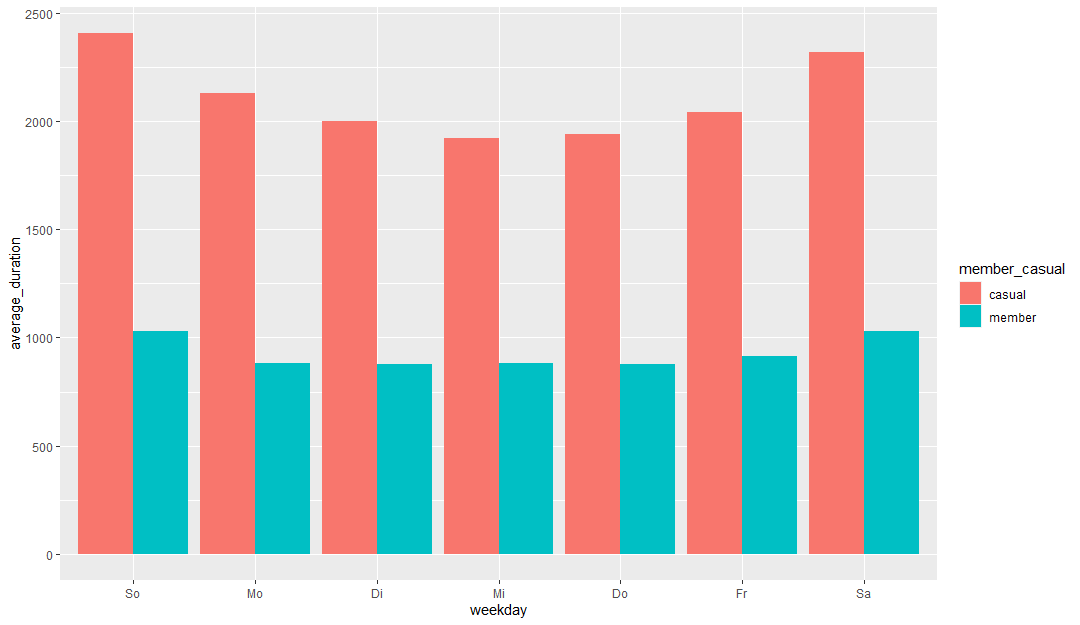 2500
2000
1500
1000
500
0
average_duration
So Mo Di Mi Do Fr Sa
weekday
member_casual
casual
member